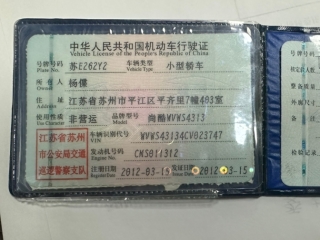 中华人民共和国机动车行驶证
Vehicle License of the People's Republic of China
号牌号码 Plate No. 苏EZ6ZYZ 车辆类型 Vehicle Type 小型轿车
所有人 Owner 杨傈
住址 Address 江苏省苏州市平江区平齐里7幢403室
使用性质 Use Character 非营运 品牌型号 Model 尚酷WVWS4313
江苏省苏州 车辆识别代号 VIN WVWS43134CV023747
市公安局交通 发动机号码 Engine No. CMS011312
巡逻警察支队 注册日期 Register Date 2012-03-15 发证日期 Issue Date 2012-03-15